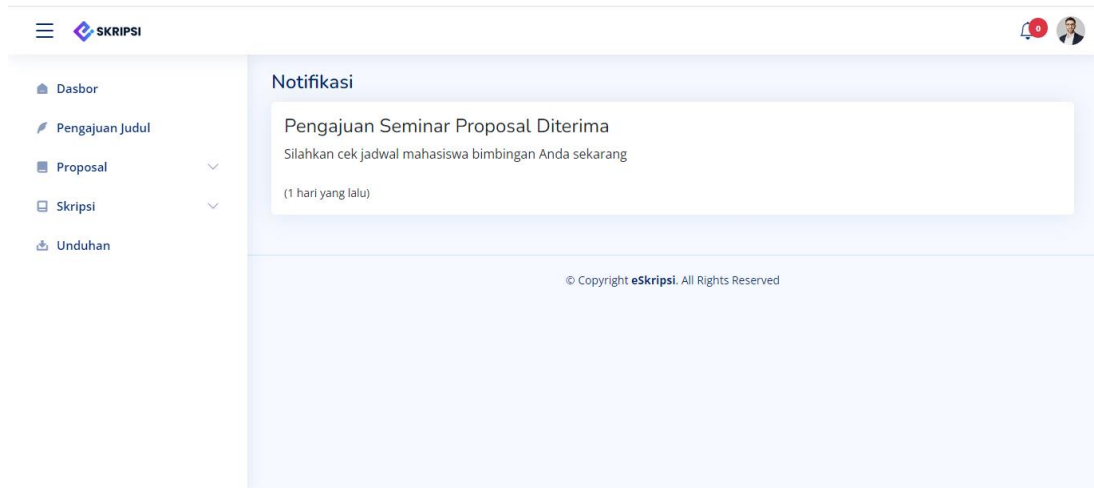 SKRIPSI
0
Dasbor
Pengajuan Judul
Proposal
Skripsi
Unduhan
Notifikasi
Pengajuan Seminar Proposal Diterima
Silahkan cek jadwal mahasiswa bimbingan Anda sekarang
(1 hari yang lalu)
© Copyright eSkripsi. All Rights Reserved